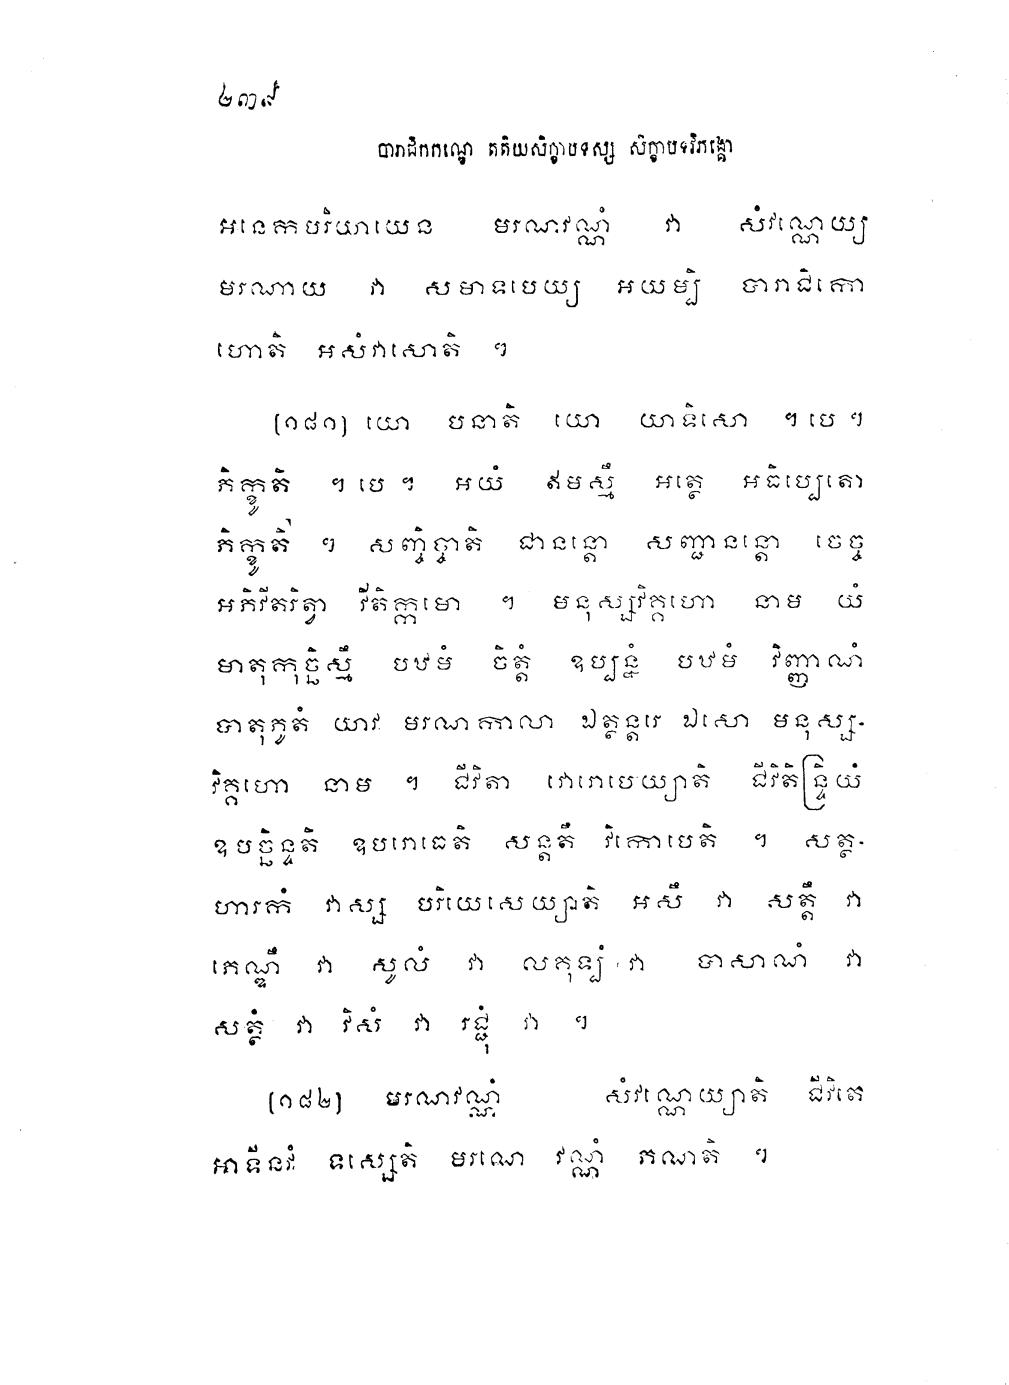 ២៣៩
បារាជិកកណ្ឌេ តតិយសិក្ខាបទស្ស សិក្ខាបទវិភង្គោ
អនេកបរិយាយេន មរណវណ្ណំ វា សំវណ្ណេយ្យ
មរណាយ វា សមាទបេយ្យ អយម្បិ បារាជិកោ
ហោតិ អសំវាសោតិ ។
(១៨១) យោ បនាតិ យោ យាទិសោ ។ បេ ។
ភិក្ខូតិ ។ បេ ។ អយំ ឥមស្មឹ អត្ថេ អធិប្បេតោ
ភិក្ខូតិ ។ សញ្ចិច្ចាតិ ជានន្តោ សញ្ជានន្តោ ចេច្ច
អភិវីតរិត្វា វីតិក្កមោ ។ មនុស្សវិគ្គហោ នាម យំ
មាតុកុច្ឆិស្មឹ បឋមំ ចិត្តំ ឧប្បន្នំ បឋមំ វិញ្ញាណំ
បាតុភូតំ យាវ មរណកាលា ឯត្ថន្តរេ ឯសោ មនុស្ស-
វិគ្គហោ នាម ។ ជីវិតា វោរោបេយ្យាតិ ជីវិតិន្ទ្រិយំ
ឧបច្ឆិន្ទតិ ឧបរោធេតិ សន្តតឹ វិកោបេតិ ។ សត្ថ-
ហារកំ វាស្ស បរិយេសេយ្យាតិ អសឹ វា សត្តឹ វា
ភេណ្ឌឹ វា សូលំ វា លគុឡំ វា បាសាណំ វា
សត្ថំ វា វិសំ វា រជ្ជុំ វា ។
(១៨២) មរណវណ្ណំ សំវណ្ណេយ្យាតិ ជីវិតេ
អាទីនវំ ទស្សេតិ មរណេ វណ្ណំ ភណតិ ។